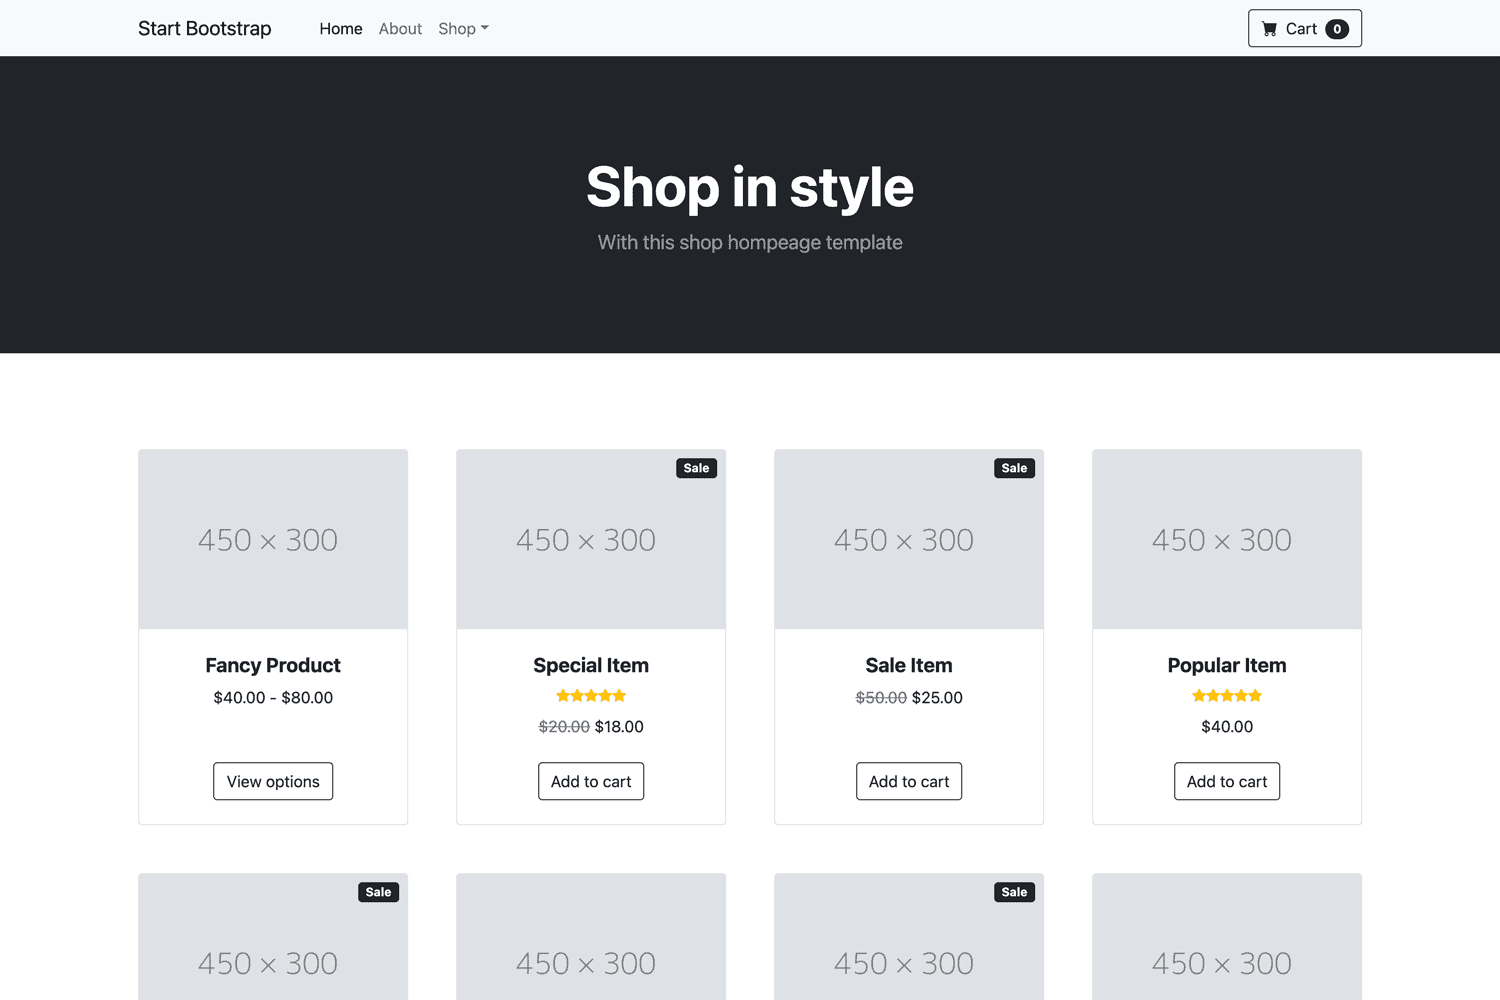 Start Bootstrap Home About Shop Cart 0
Shop in style
With this shop hompeage template
Sale Sale
450 × 300 450 × 300 450 × 300 450 × 300
Fancy Product Special Item Sale Item Popular Item
$40.00 - $80.00 $50.00 $25.00
$20.00 $18.00 $40.00
View options Add to cart Add to cart Add to cart
Sale Sale
450 × 300 450 × 300 450 × 300 450 × 300